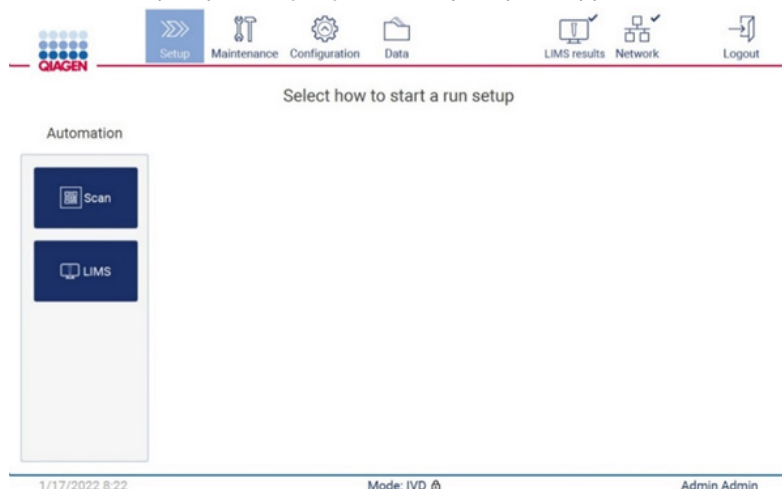 Setup
Maintenance
Configuration
Data
LIMS results
Network
Logout
QIAGEN
Select how to start a run setup
Automation
Scan
LIMS
1/17/2022 8:22
Mode: IVD
Admin Admin